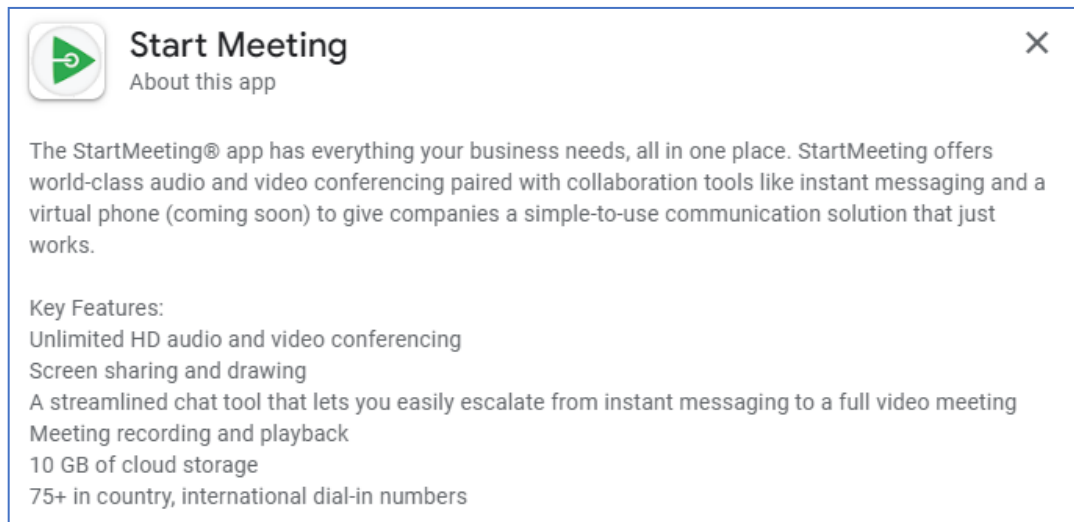 Start Meeting
About this app
The StartMeeting® app has everything your business needs, all in one place. StartMeeting offers
world-class audio and video conferencing paired with collaboration tools like instant messaging and a
virtual phone (coming soon) to give companies a simple-to-use communication solution that just
works.
Key Features:
Unlimited HD audio and video conferencing
Screen sharing and drawing
A streamlined chat tool that lets you easily escalate from instant messaging to a full video meeting
Meeting recording and playback
10 GB of cloud storage
75+ in country, international dial-in numbers